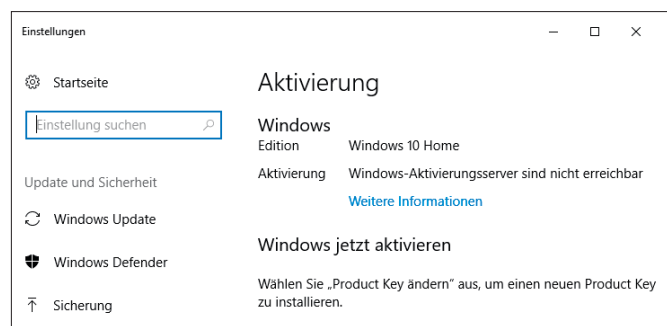 Einstellungen
Startseite
Einstellung suchen
Update und Sicherheit
Windows Update
Windows Defender
Sicherung
Aktivierung
Windows
Edition Windows 10 Home
Aktivierung Windows-Aktivierungsserver sind nicht erreichbar
Weitere Informationen
Windows jetzt aktivieren
Wählen Sie „Product Key ändern“ aus, um einen neuen Product Key
zu installieren.